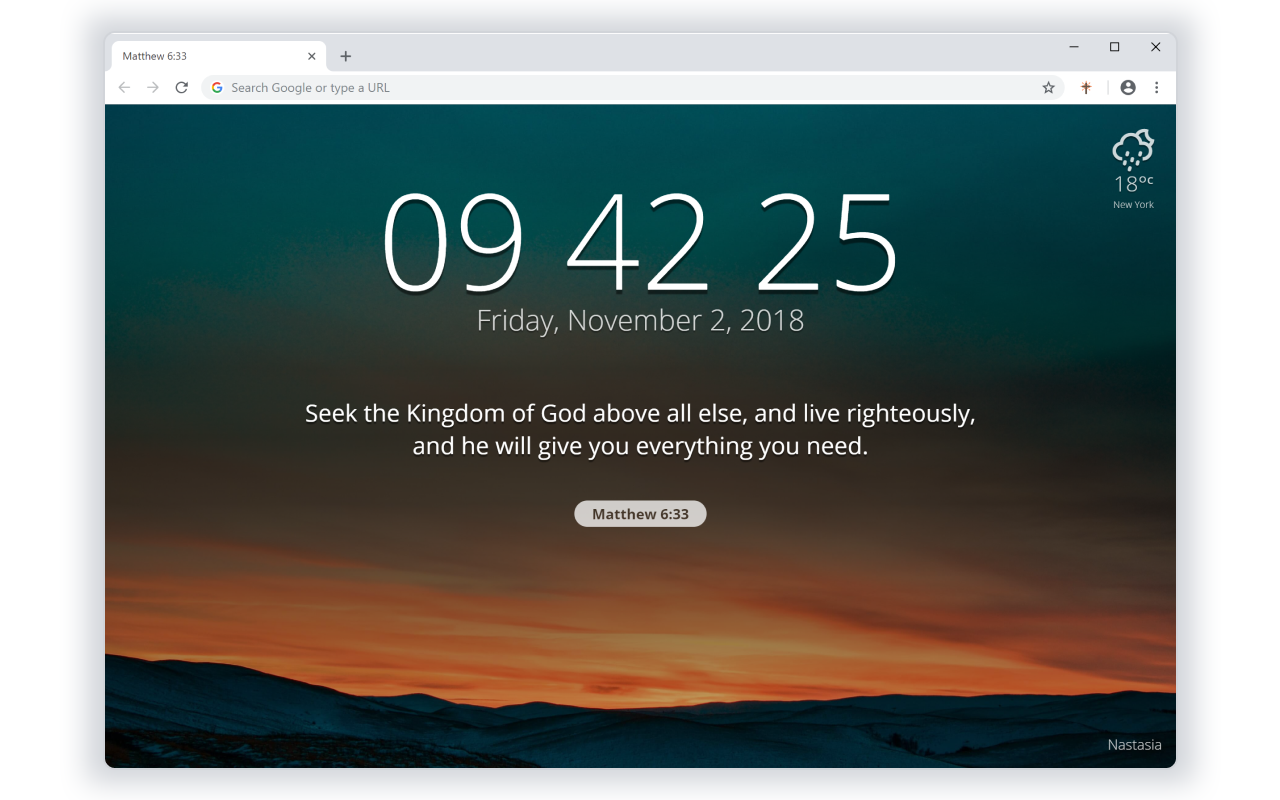 Matthew 6:33
Search Google or type a URL
18°C
New York
09 42 25
Friday, November 2, 2018
Seek the Kingdom of God above all else, and live righteously,
and he will give you everything you need.
Matthew 6:33
Nastasia